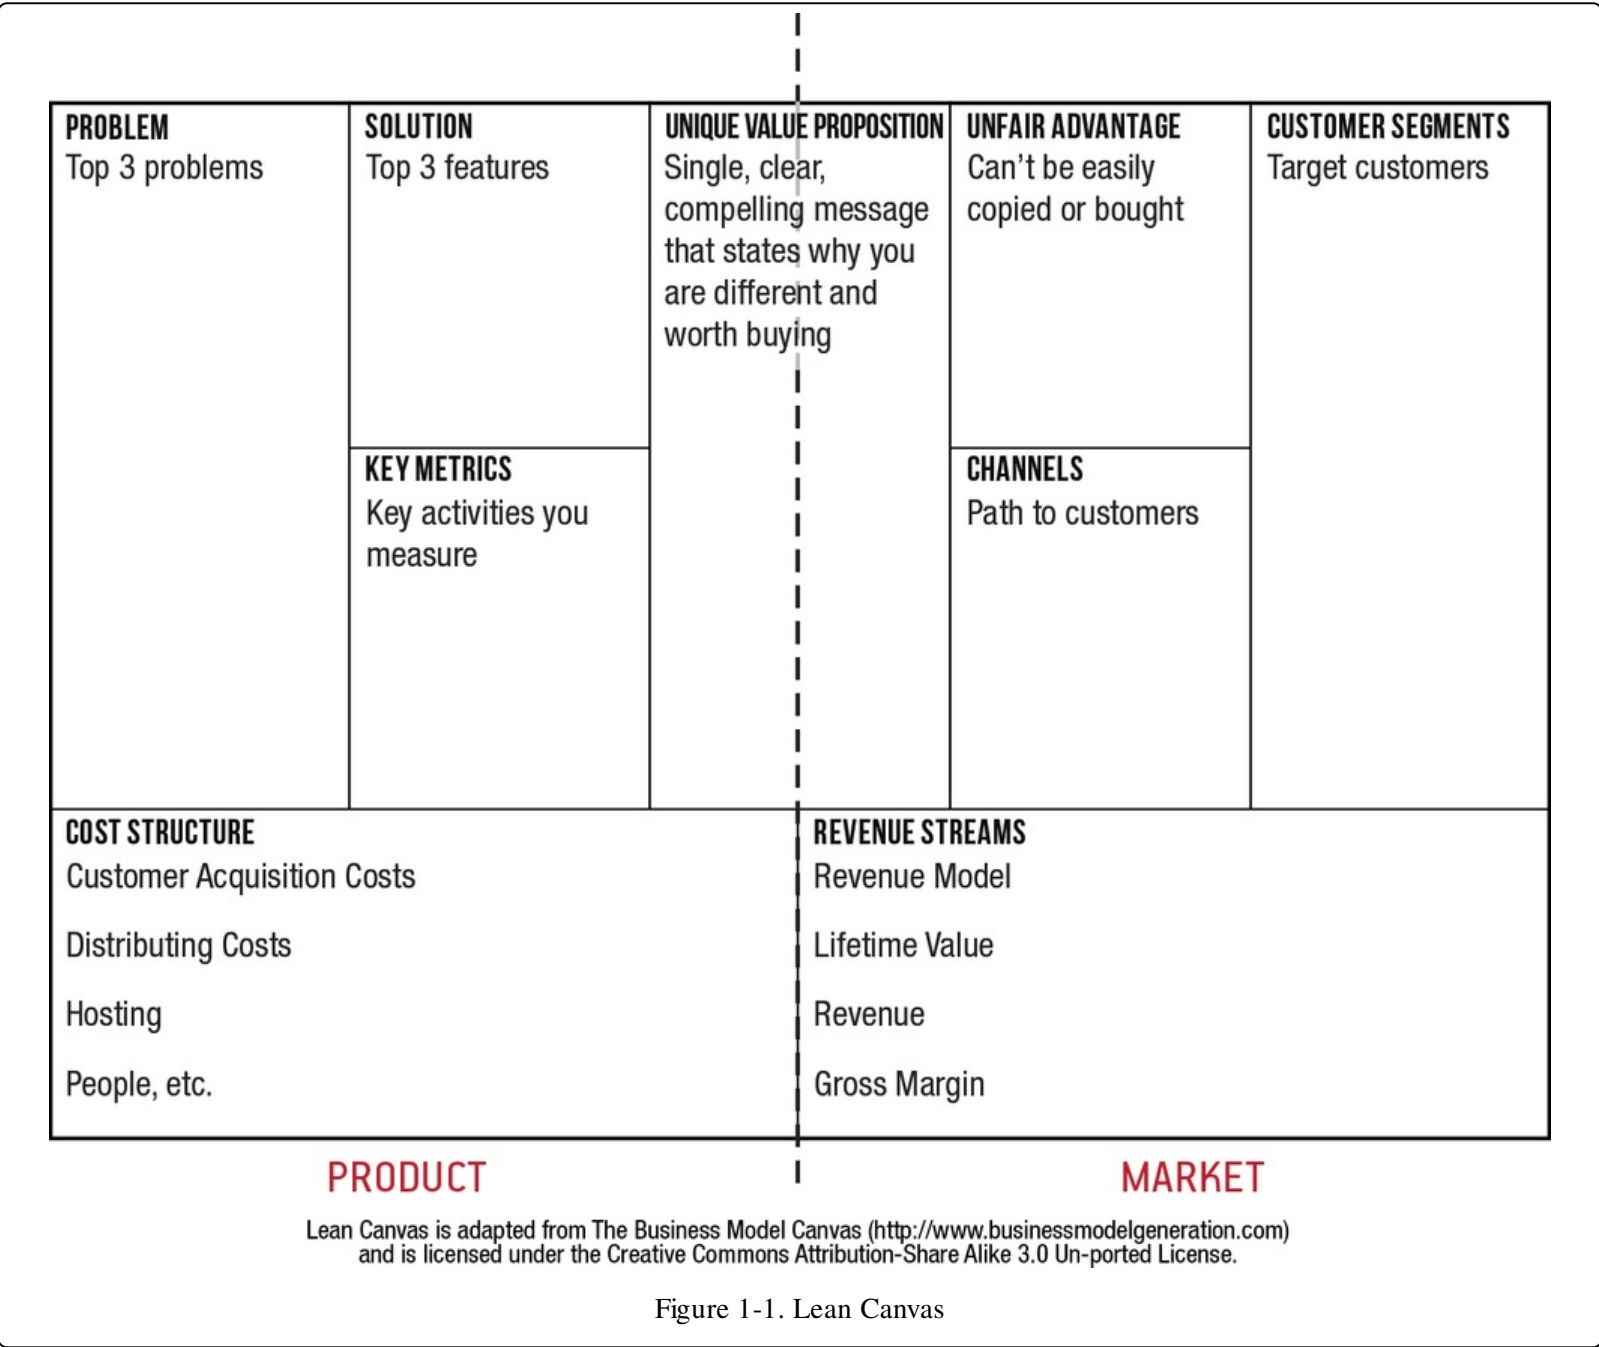 PROBLEM
Top 3 problems
SOLUTION
Top 3 features
KEY METRICS
Key activities you
measure
UNIQUE VALUE PROPOSITION
Single, clear,
compelling message
that states why you
are different and
worth buying
UNFAIR ADVANTAGE
Can’t be easily
copied or bought
CHANNELS
Path to customers
CUSTOMER SEGMENTS
Target customers
COST STRUCTURE
Customer Acquisition Costs
Distributing Costs
Hosting
People, etc.
REVENUE STREAMS
Revenue Model
Lifetime Value
Revenue
Gross Margin
PRODUCT
MARKET
Lean Canvas is adapted from The Business Model Canvas (http://www.businessmodelgeneration.com)
and is licensed under the Creative Commons Attribution-Share Alike 3.0 Un-ported License.
Figure 1-1. Lean Canvas